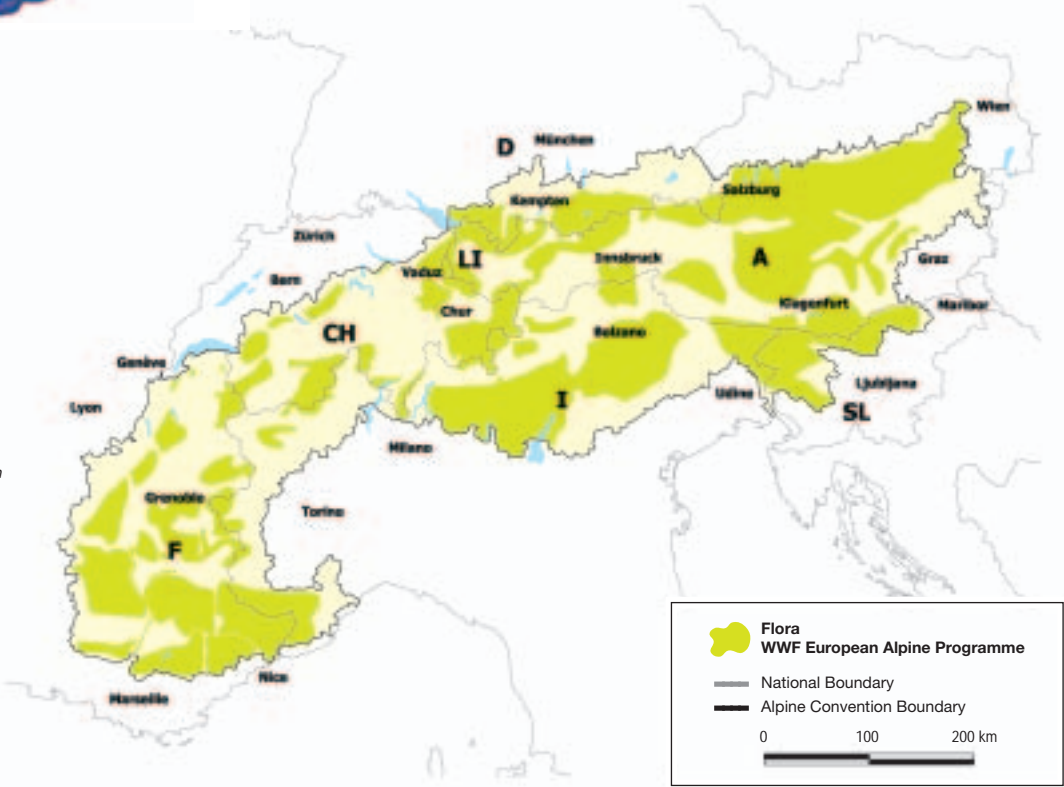 Wien
D München
Salzburg
Kempten
Zürich
LI Innsbruck A Graz
Vaduz
Bern
Chur Klagenfurt Maribor
CH Bolzano
Genève
Ljubljana
Lyon I Udine SL
Milano
Grenoble
Torino
F
Nice
Marseille
Flora
WWF European Alpine Programme
National Boundary
Alpine Convention Boundary
0 100 200 km